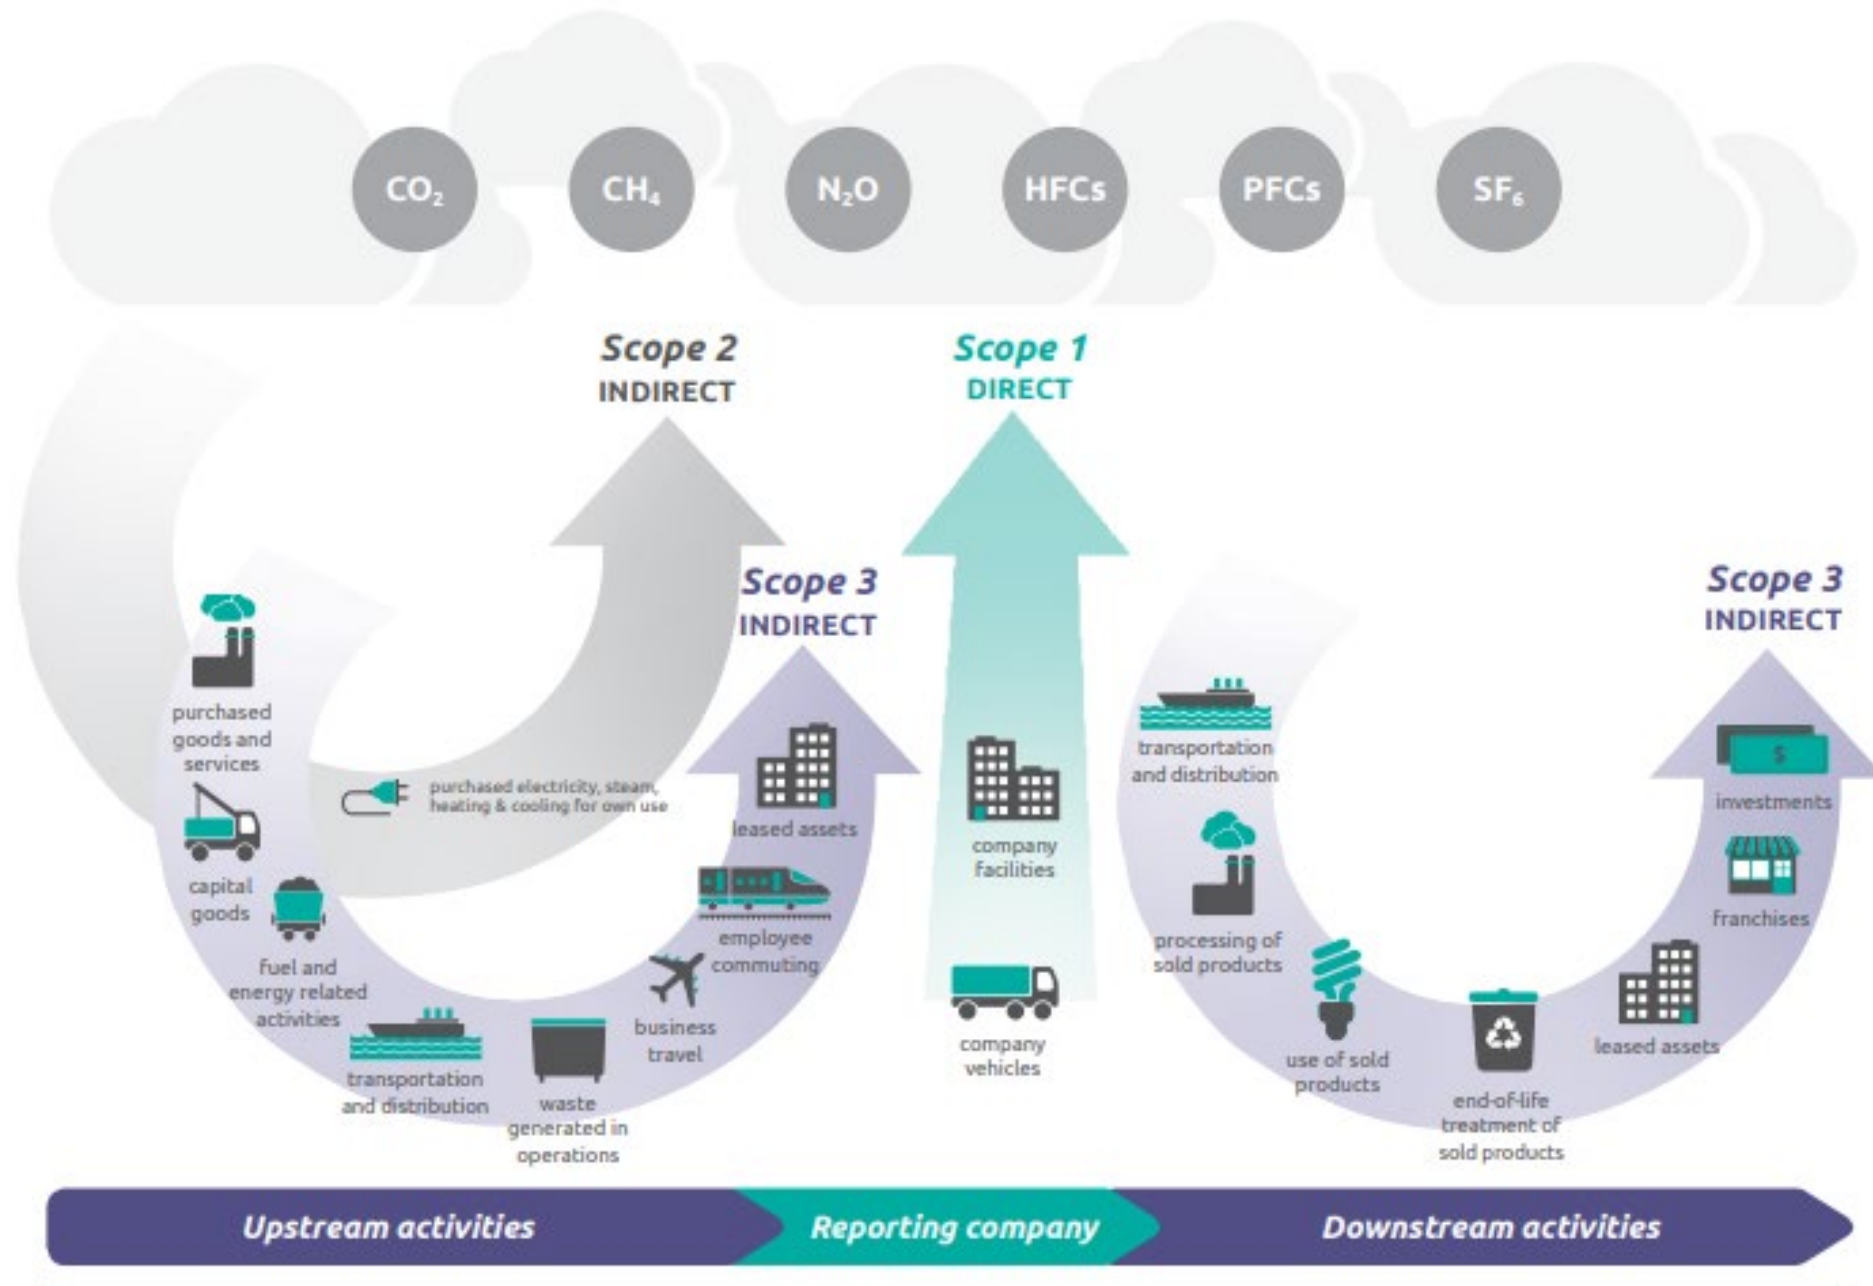 CO₂
CH₄
N₂O
HFCs
PFCs
SF₆
Scope 2
INDIRECT
Scope 1
DIRECT
Scope 3
INDIRECT
Scope 3
INDIRECT
purchased
goods and
services
capital
goods
fuel and
energy related
activities
purchased electricity, steam,
heating & cooling for own use
transportation
and distribution
waste
generated in
operations
business
travel
employee
commuting
leased assets
company
facilities
company
vehicles
transportation
and distribution
processing of
sold products
use of sold
products
end-of-life
treatment of
sold products
leased assets
franchises
$
investments
Upstream activities
Reporting company
Downstream activities